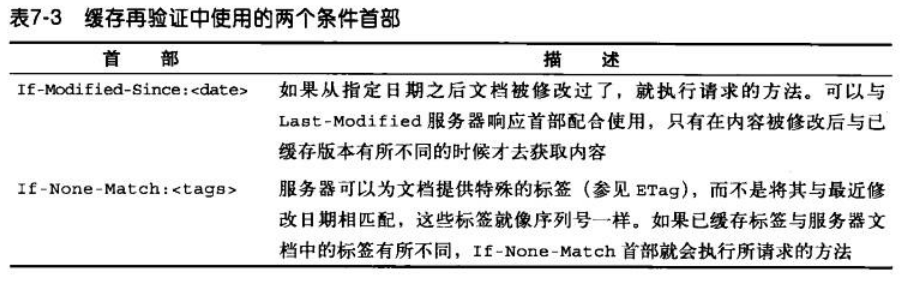 表7-3 缓存再验证中使用的两个条件首部
首 部 描 述
If-Modified-Since:<date> 如果从指定日期之后文档被修改过了，就执行请求的方法。可以与
Last-Modified 服务器响应首部配合使用，只有在内容被修改后与已
缓存版本有所不同的时候才去获取内容
If-None-Match:<tags> 服务器可以为文档提供特殊的标签（参见 ETag），而不是将其与最近修
改日期相匹配，这些标签就像序列号一样。如果已缓存标签与服务器文
档中的标签有所不同，If-None-Match 首部就会执行所请求的方法